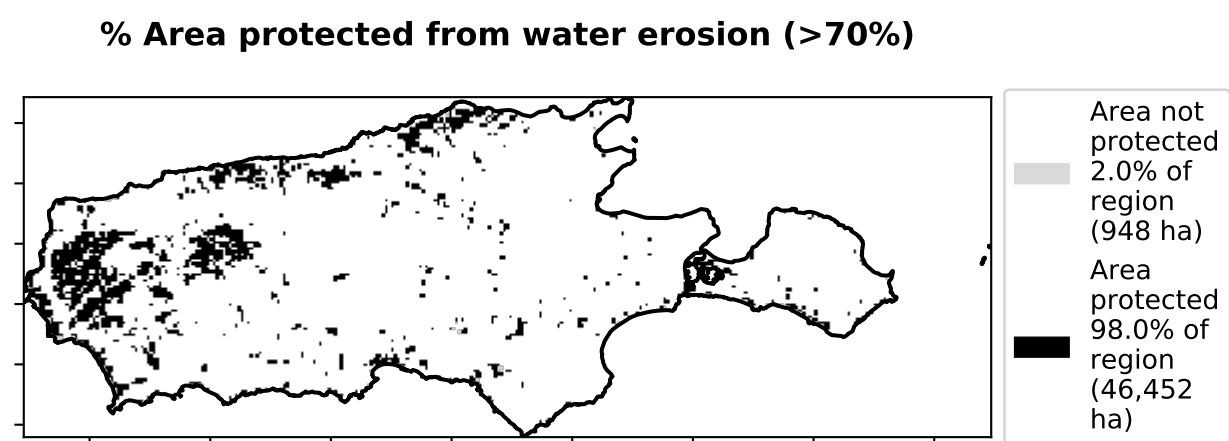 % Area protected from water erosion (>70%)
Area not
protected
2.0% of
region
(948 ha)
Area
protected
98.0% of
region
(46,452
ha)